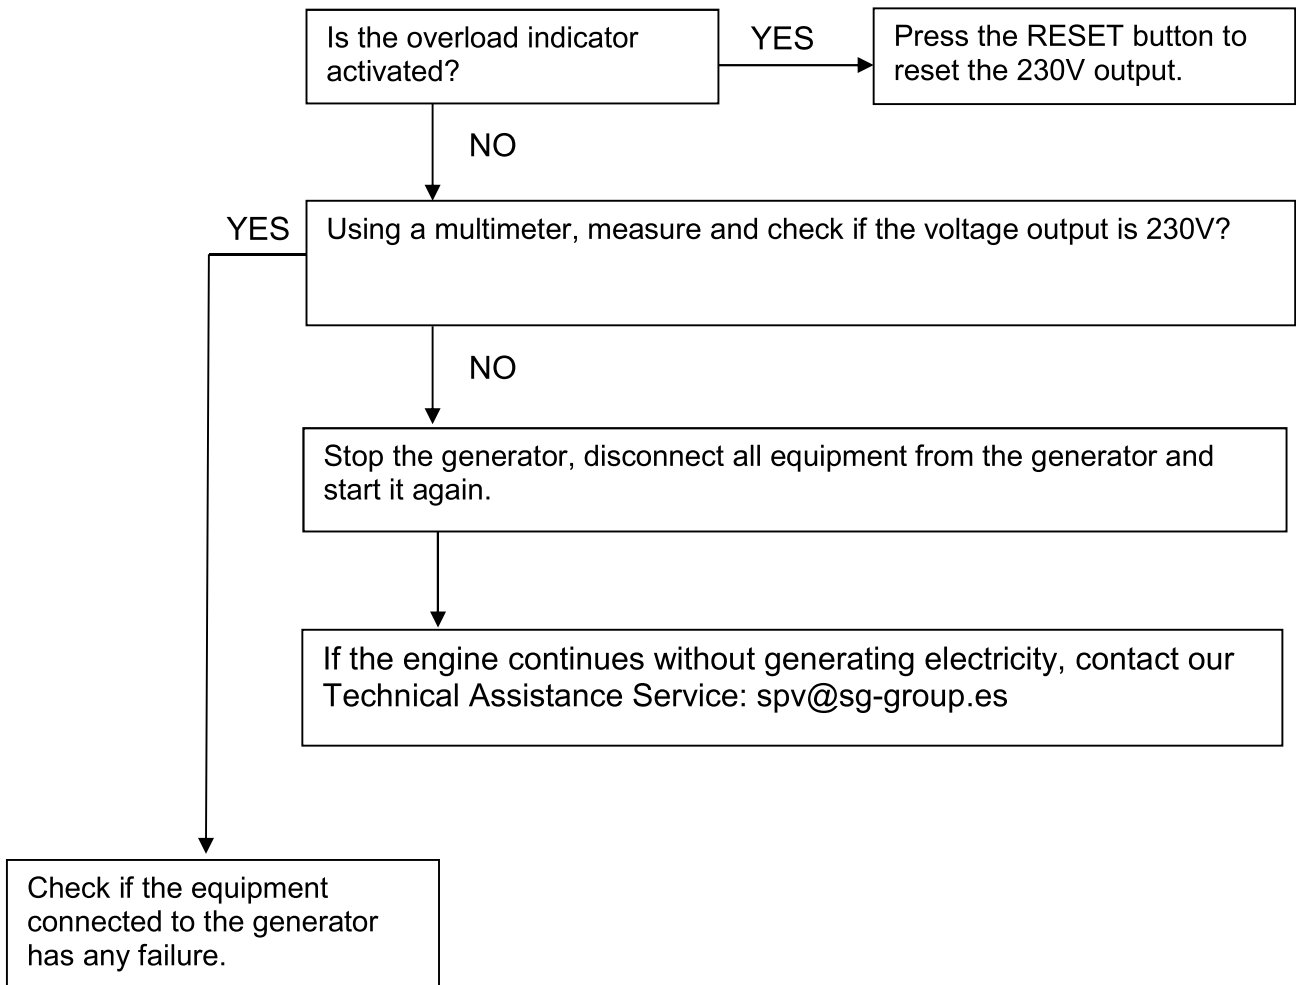 Is the overload indicator
activated?
YES
Press the RESET button to
reset the 230V output.
NO
YES
Using a multimeter, measure and check if the voltage output is 230V?
NO
Stop the generator, disconnect all equipment from the generator and
start it again.
If the engine continues without generating electricity, contact our
Technical Assistance Service: spv@sg-group.es
Check if the equipment
connected to the generator
has any failure.